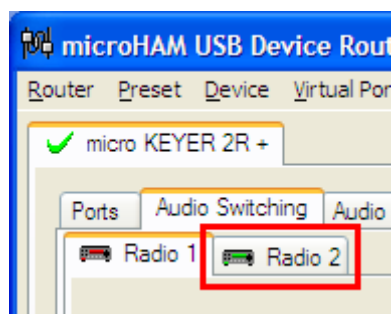 microHAM USB Device Rout
Router Preset Device Virtual Por
micro KEYER 2R +
Ports Audio Switching Audio
Radio 1 Radio 2